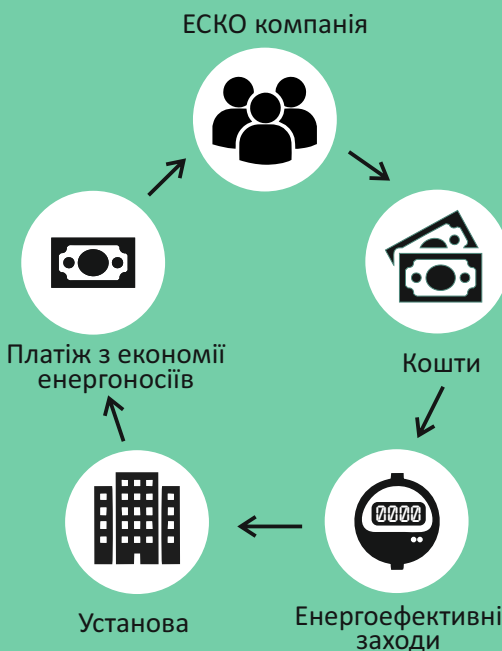 ЕСКО компанія
Платіж з економії
енергоносіїв
Кошти
0000
Установа
Енергоефективні
заходи